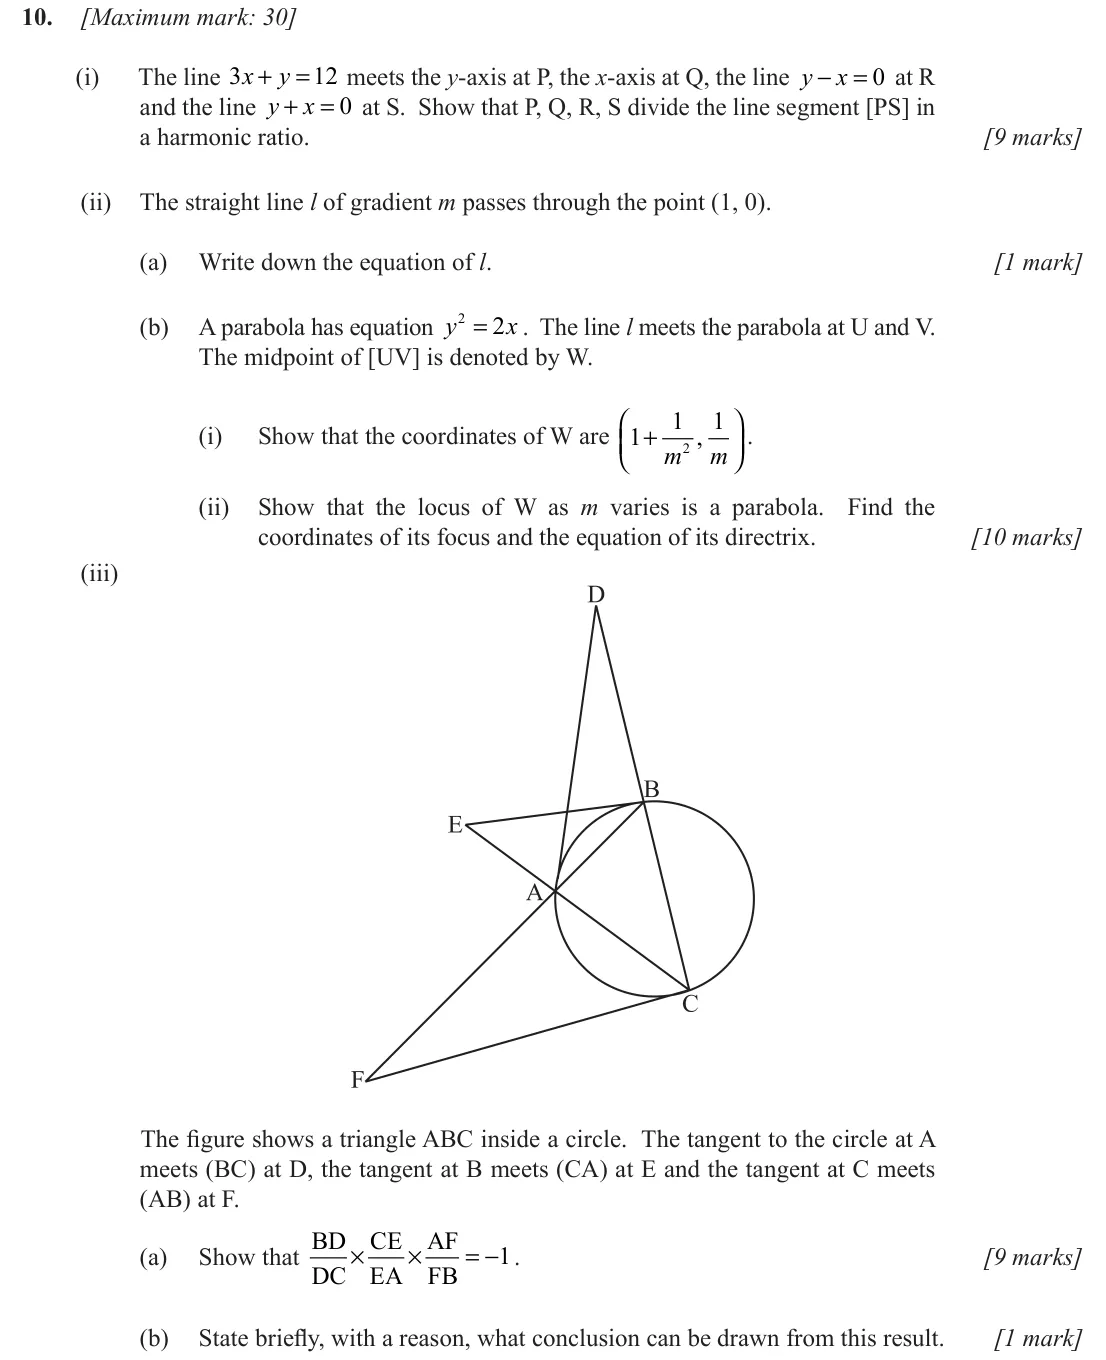 10. [Maximum mark: 30]
(i) The line 3x + y = 12 meets the y-axis at P, the x-axis at Q, the line y − x = 0 at R
and the line y + x = 0 at S. Show that P, Q, R, S divide the line segment [PS] in
a harmonic ratio. [9 marks]
(ii) The straight line l of gradient m passes through the point (1, 0).
(a) Write down the equation of l. [1 mark]
(b) A parabola has equation y² = 2x. The line l meets the parabola at U and V.
The midpoint of [UV] is denoted by W.
(i) Show that the coordinates of W are (1 + 1/m², 1/m).
(ii) Show that the locus of W as m varies is a parabola. Find the
coordinates of its focus and the equation of its directrix. [10 marks]
(iii)
D
B
E
A
C
F
The figure shows a triangle ABC inside a circle. The tangent to the circle at A
meets (BC) at D, the tangent at B meets (CA) at E and the tangent at C meets
(AB) at F.
(a) Show that BD/DC × CE/EA × AF/FB = −1. [9 marks]
(b) State briefly, with a reason, what conclusion can be drawn from this result. [1 mark]